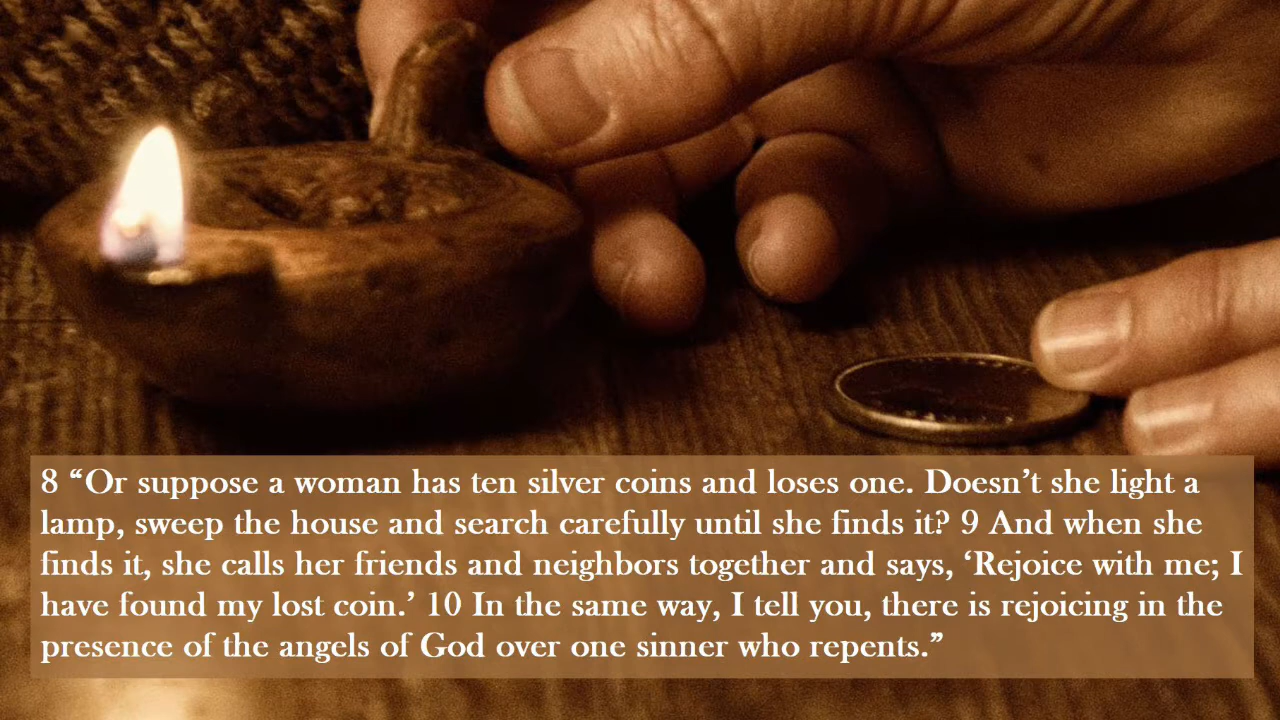 8 “Or suppose a woman has ten silver coins and loses one. Doesn’t she light a
lamp, sweep the house and search carefully until she finds it? 9 And when she
finds it, she calls her friends and neighbors together and says, ‘Rejoice with me; I
have found my lost coin.’ 10 In the same way, I tell you, there is rejoicing in the
presence of the angels of God over one sinner who repents.”